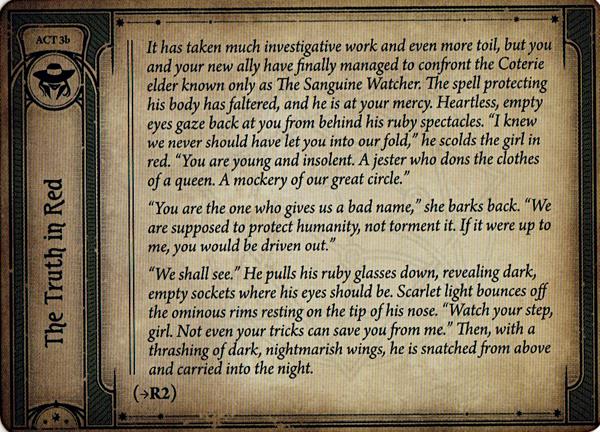 ACT 3b
The Truth in Red
It has taken much investigative work and even more toil, but you
and your new ally have finally managed to confront the Coterie
elder known only as The Sanguine Watcher. The spell protecting
his body has faltered, and he is at your mercy. Heartless, empty
eyes gaze back at you from behind his ruby spectacles. “I knew
we never should have let you into our fold,” he scolds the girl in
red. “You are young and insolent. A jester who dons the clothes
of a queen. A mockery of our great circle.”
“You are the one who gives us a bad name,” she barks back. “We
are supposed to protect humanity, not torment it. If it were up to
me, you would be driven out.”
“We shall see.” He pulls his ruby glasses down, revealing dark,
empty sockets where his eyes should be. Scarlet light bounces off
the ominous rims resting on the tip of his nose. “Watch your step,
girl. Not even your tricks can save you from me.” Then, with a
thrashing of dark, nightmarish wings, he is snatched from above
and carried into the night.
(→R2)